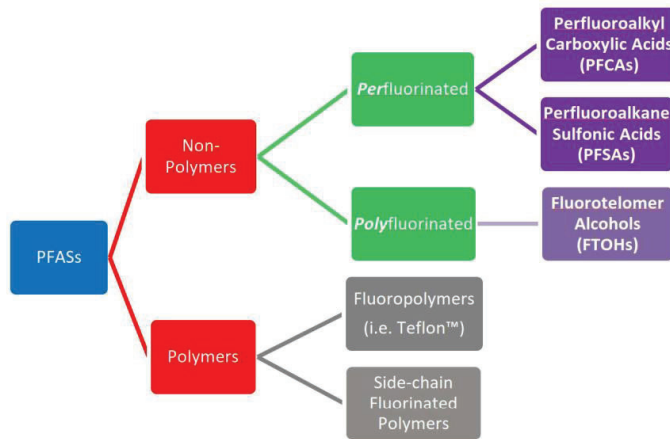 PFASs
Non-
Polymers
Polymers
Perfluorinated
Polyfluorinated
Fluoropolymers
(i.e. Teflon™)
Side-chain
Fluorinated
Polymers
Perfluoroalkyl
Carboxylic Acids
(PFCAs)
Perfluoroalkane
Sulfonic Acids
(PFSAs)
Fluorotelomer
Alcohols
(FTOHs)